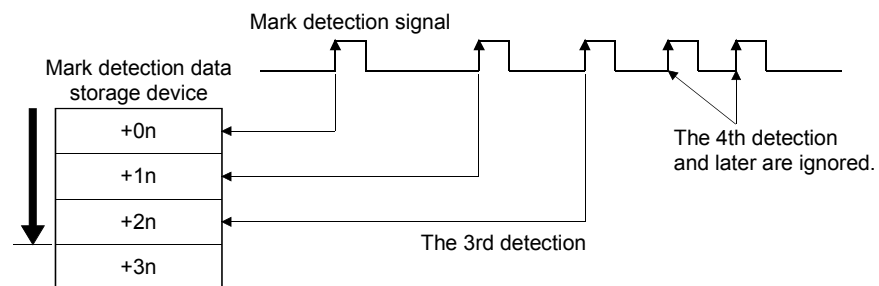 Mark detection signal
Mark detection data
storage device
+0n
+1n
+2n
+3n
The 4th detection
and later are ignored.
The 3rd detection